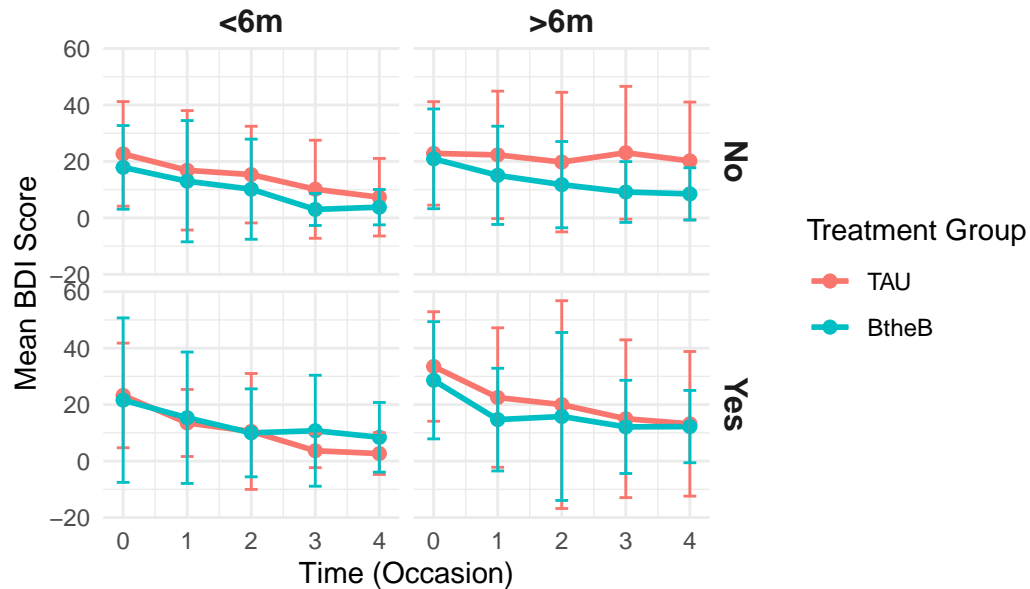 <6m
>6m
60
40
20
0
−20
No
60
40
20
0
−20
Yes
Mean BDI Score
0 1 2 3 4
0 1 2 3 4
Time (Occasion)
Treatment Group
TAU
BtheB